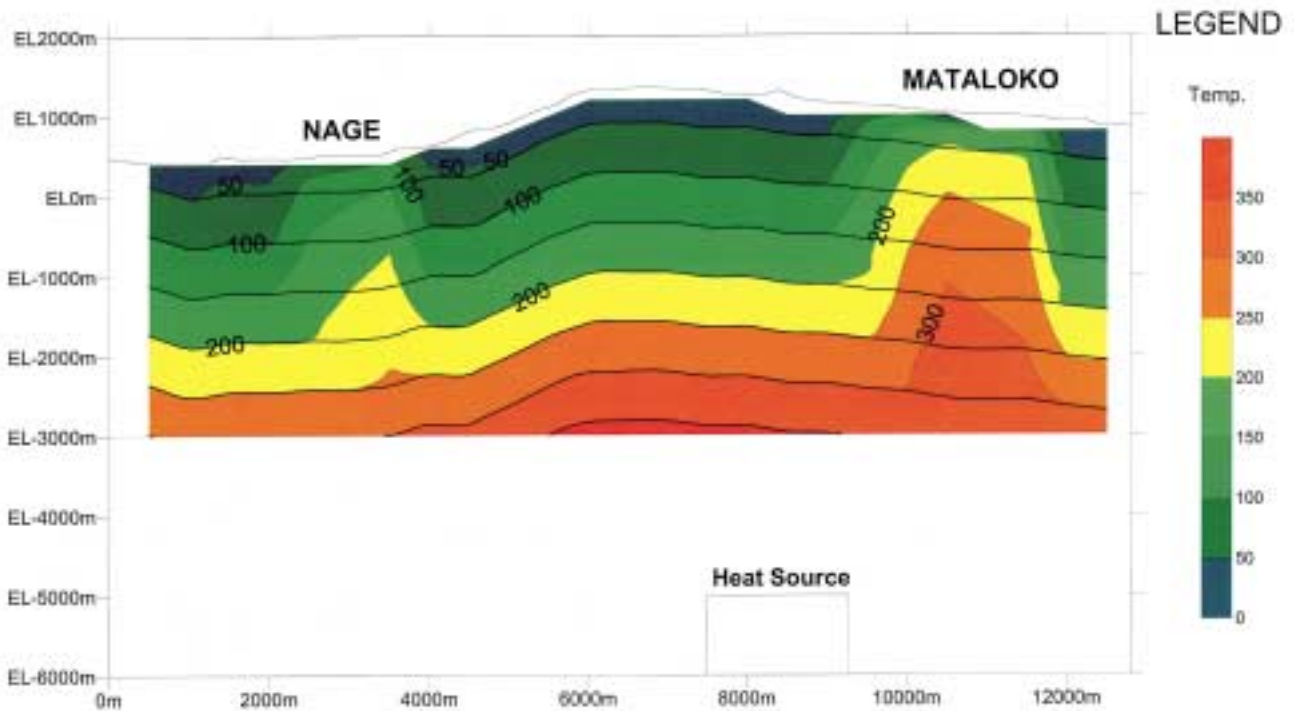 LEGEND
Temp.
350
300
250
200
150
100
50
0
EL2000m
EL1000m
EL0m
EL-1000m
EL-2000m
EL-3000m
EL-4000m
EL-5000m
EL-6000m
0m
2000m
4000m
6000m
8000m
10000m
12000m
NAGE
MATALOKO
50
100
50
50
100
100
200
200
200
300
Heat Source